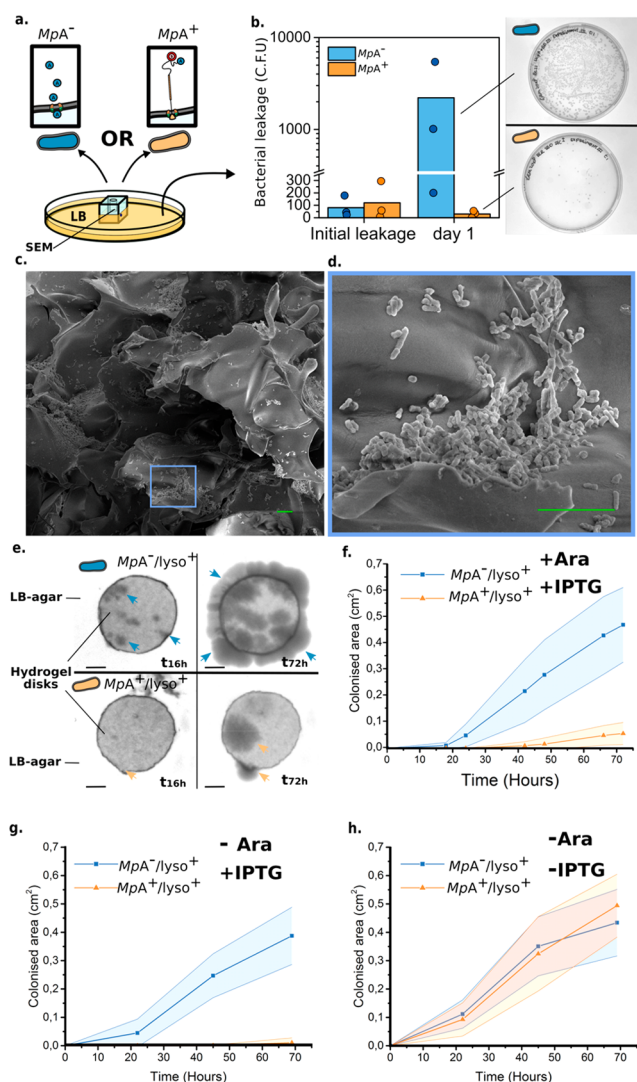 a.
MpA⁻
MpA⁺
OR
LB
SEM
b.
Bacterial leakage (C.F.U)
10000
1000
300
200
100
0
MpA⁻
MpA⁺
Initial leakage
day 1
c.
d.
e.
MpA⁻/lyso⁺
LB-agar
t16h
t72h
Hydrogel
disks
MpA⁺/lyso⁺
LB-agar
t16h
t72h
f.
Colonised area (cm²)
0,7
0,6
0,5
0,4
0,3
0,2
0,1
0,0
MpA⁻/lyso⁺
MpA⁺/lyso⁺
+Ara
+IPTG
0 10 20 30 40 50 60 70
Time (Hours)
g.
Colonised area (cm²)
0,7
0,6
0,5
0,4
0,3
0,2
0,1
0,0
MpA⁻/lyso⁺
MpA⁺/lyso⁺
- Ara
+IPTG
0 10 20 30 40 50 60 70
Time (Hours)
h.
Colonised area (cm²)
0,7
0,6
0,5
0,4
0,3
0,2
0,1
0,0
MpA⁻/lyso⁺
MpA⁺/lyso⁺
-Ara
-IPTG
0 10 20 30 40 50 60 70
Time (Hours)